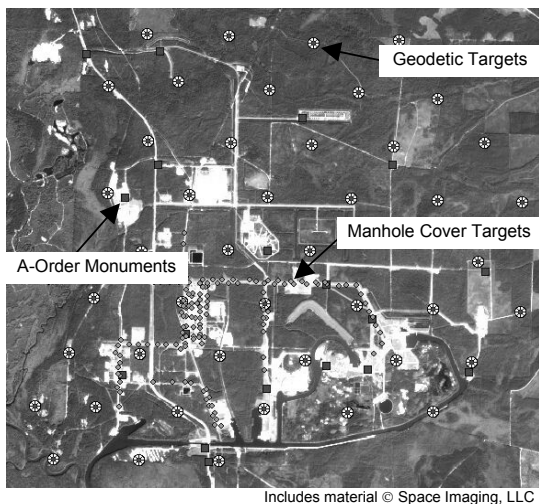 Geodetic Targets
Manhole Cover Targets
A-Order Monuments
Includes material © Space Imaging, LLC